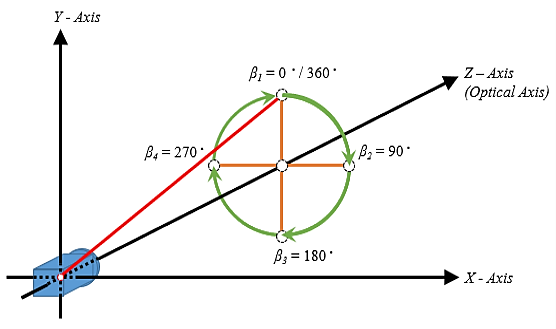 Y - Axis
β1 = 0 ° / 360 °
Z – Axis
(Optical Axis)
β4 = 270 °
β2 = 90°
β3 = 180 °
X - Axis